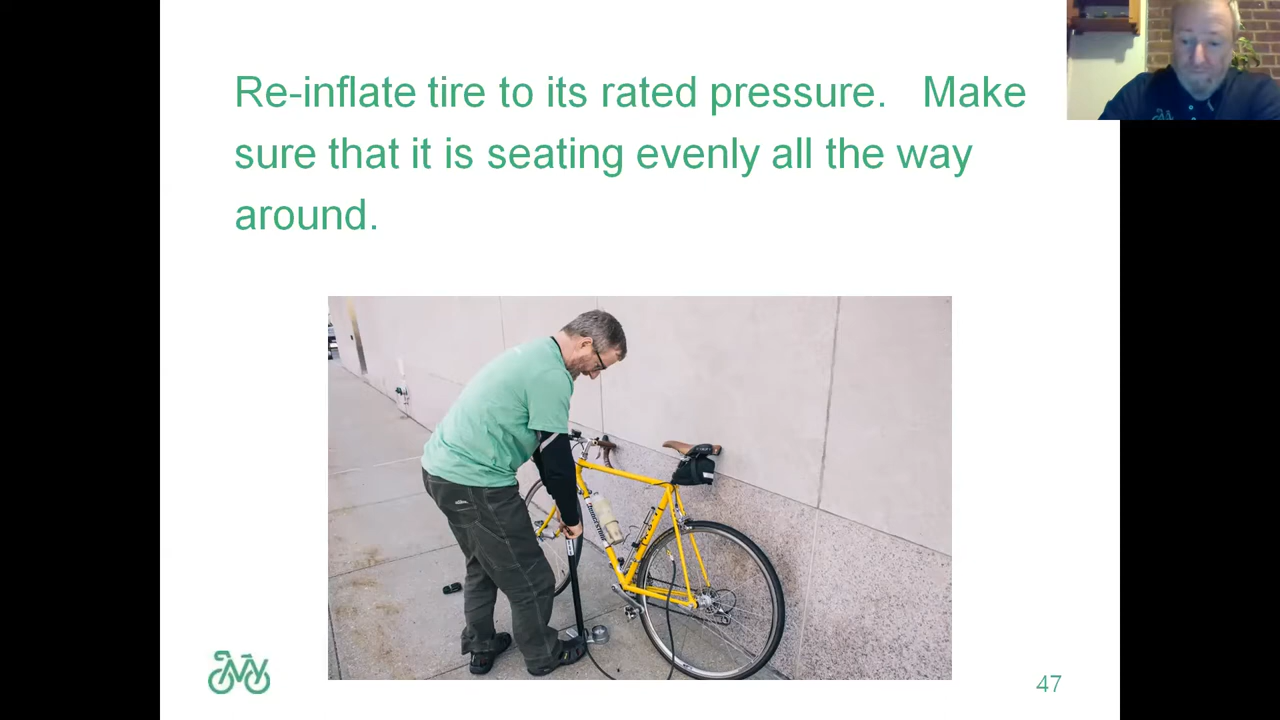 Re-inflate tire to its rated pressure. Make
sure that it is seating evenly all the way
around.
47